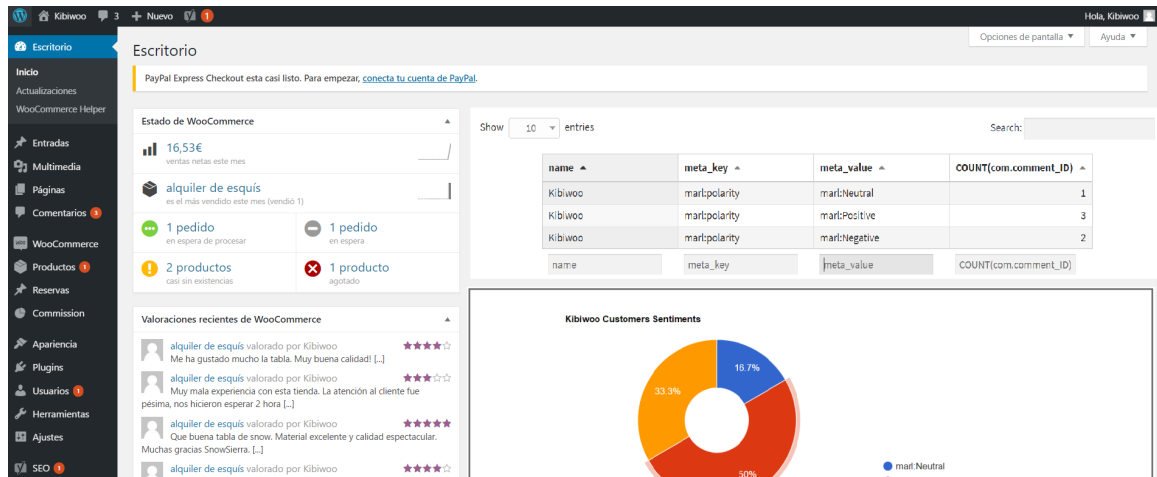 Kibiwoo 3 + Nuevo 1 Hola, Kibiwoo
Escritorio
Inicio
Actualizaciones
WooCommerce Helper
Entradas
Multimedia
Páginas
Comentarios 3
WooCommerce
Productos 1
Reservas
Commission
Apariencia
Plugins
Usuarios 1
Herramientas
Ajustes
SEO 1
Opciones de pantalla ▼ Ayuda ▼
Escritorio
PayPal Express Checkout esta casi listo. Para empezar, conecta tu cuenta de PayPal.
Estado de WooCommerce
16,53€
ventas netas este mes
alquiler de esquís
es el más vendido este mes (vendió 1)
1 pedido
en espera de procesar
1 pedido
en espera
2 productos
casi sin existencias
1 producto
agotado
Valoraciones recientes de WooCommerce
alquiler de esquís valorado por Kibiwoo
Me ha gustado mucho la tabla. Muy buena calidad! [...]
alquiler de esquís valorado por Kibiwoo
Muy mala experiencia con esta tienda. La atención al cliente fue
pésima, nos hicieron esperar 2 hora [...]
alquiler de esquís valorado por Kibiwoo
Que buena tabla de snow. Material excelente y calidad espectacular.
Muchas gracias SnowSierra. [...]
alquiler de esquís valorado por Kibiwoo
Show 10 entries Search:
name meta_key meta_value COUNT(com.comment_ID)
Kibiwoo marl:polarity marl:Neutral 1
Kibiwoo marl:polarity marl:Positive 3
Kibiwoo marl:polarity marl:Negative 2
name meta_key meta_value COUNT(com.comment_ID)
Kibiwoo Customers Sentiments
16.7%
33.3%
50%
marl:Neutral